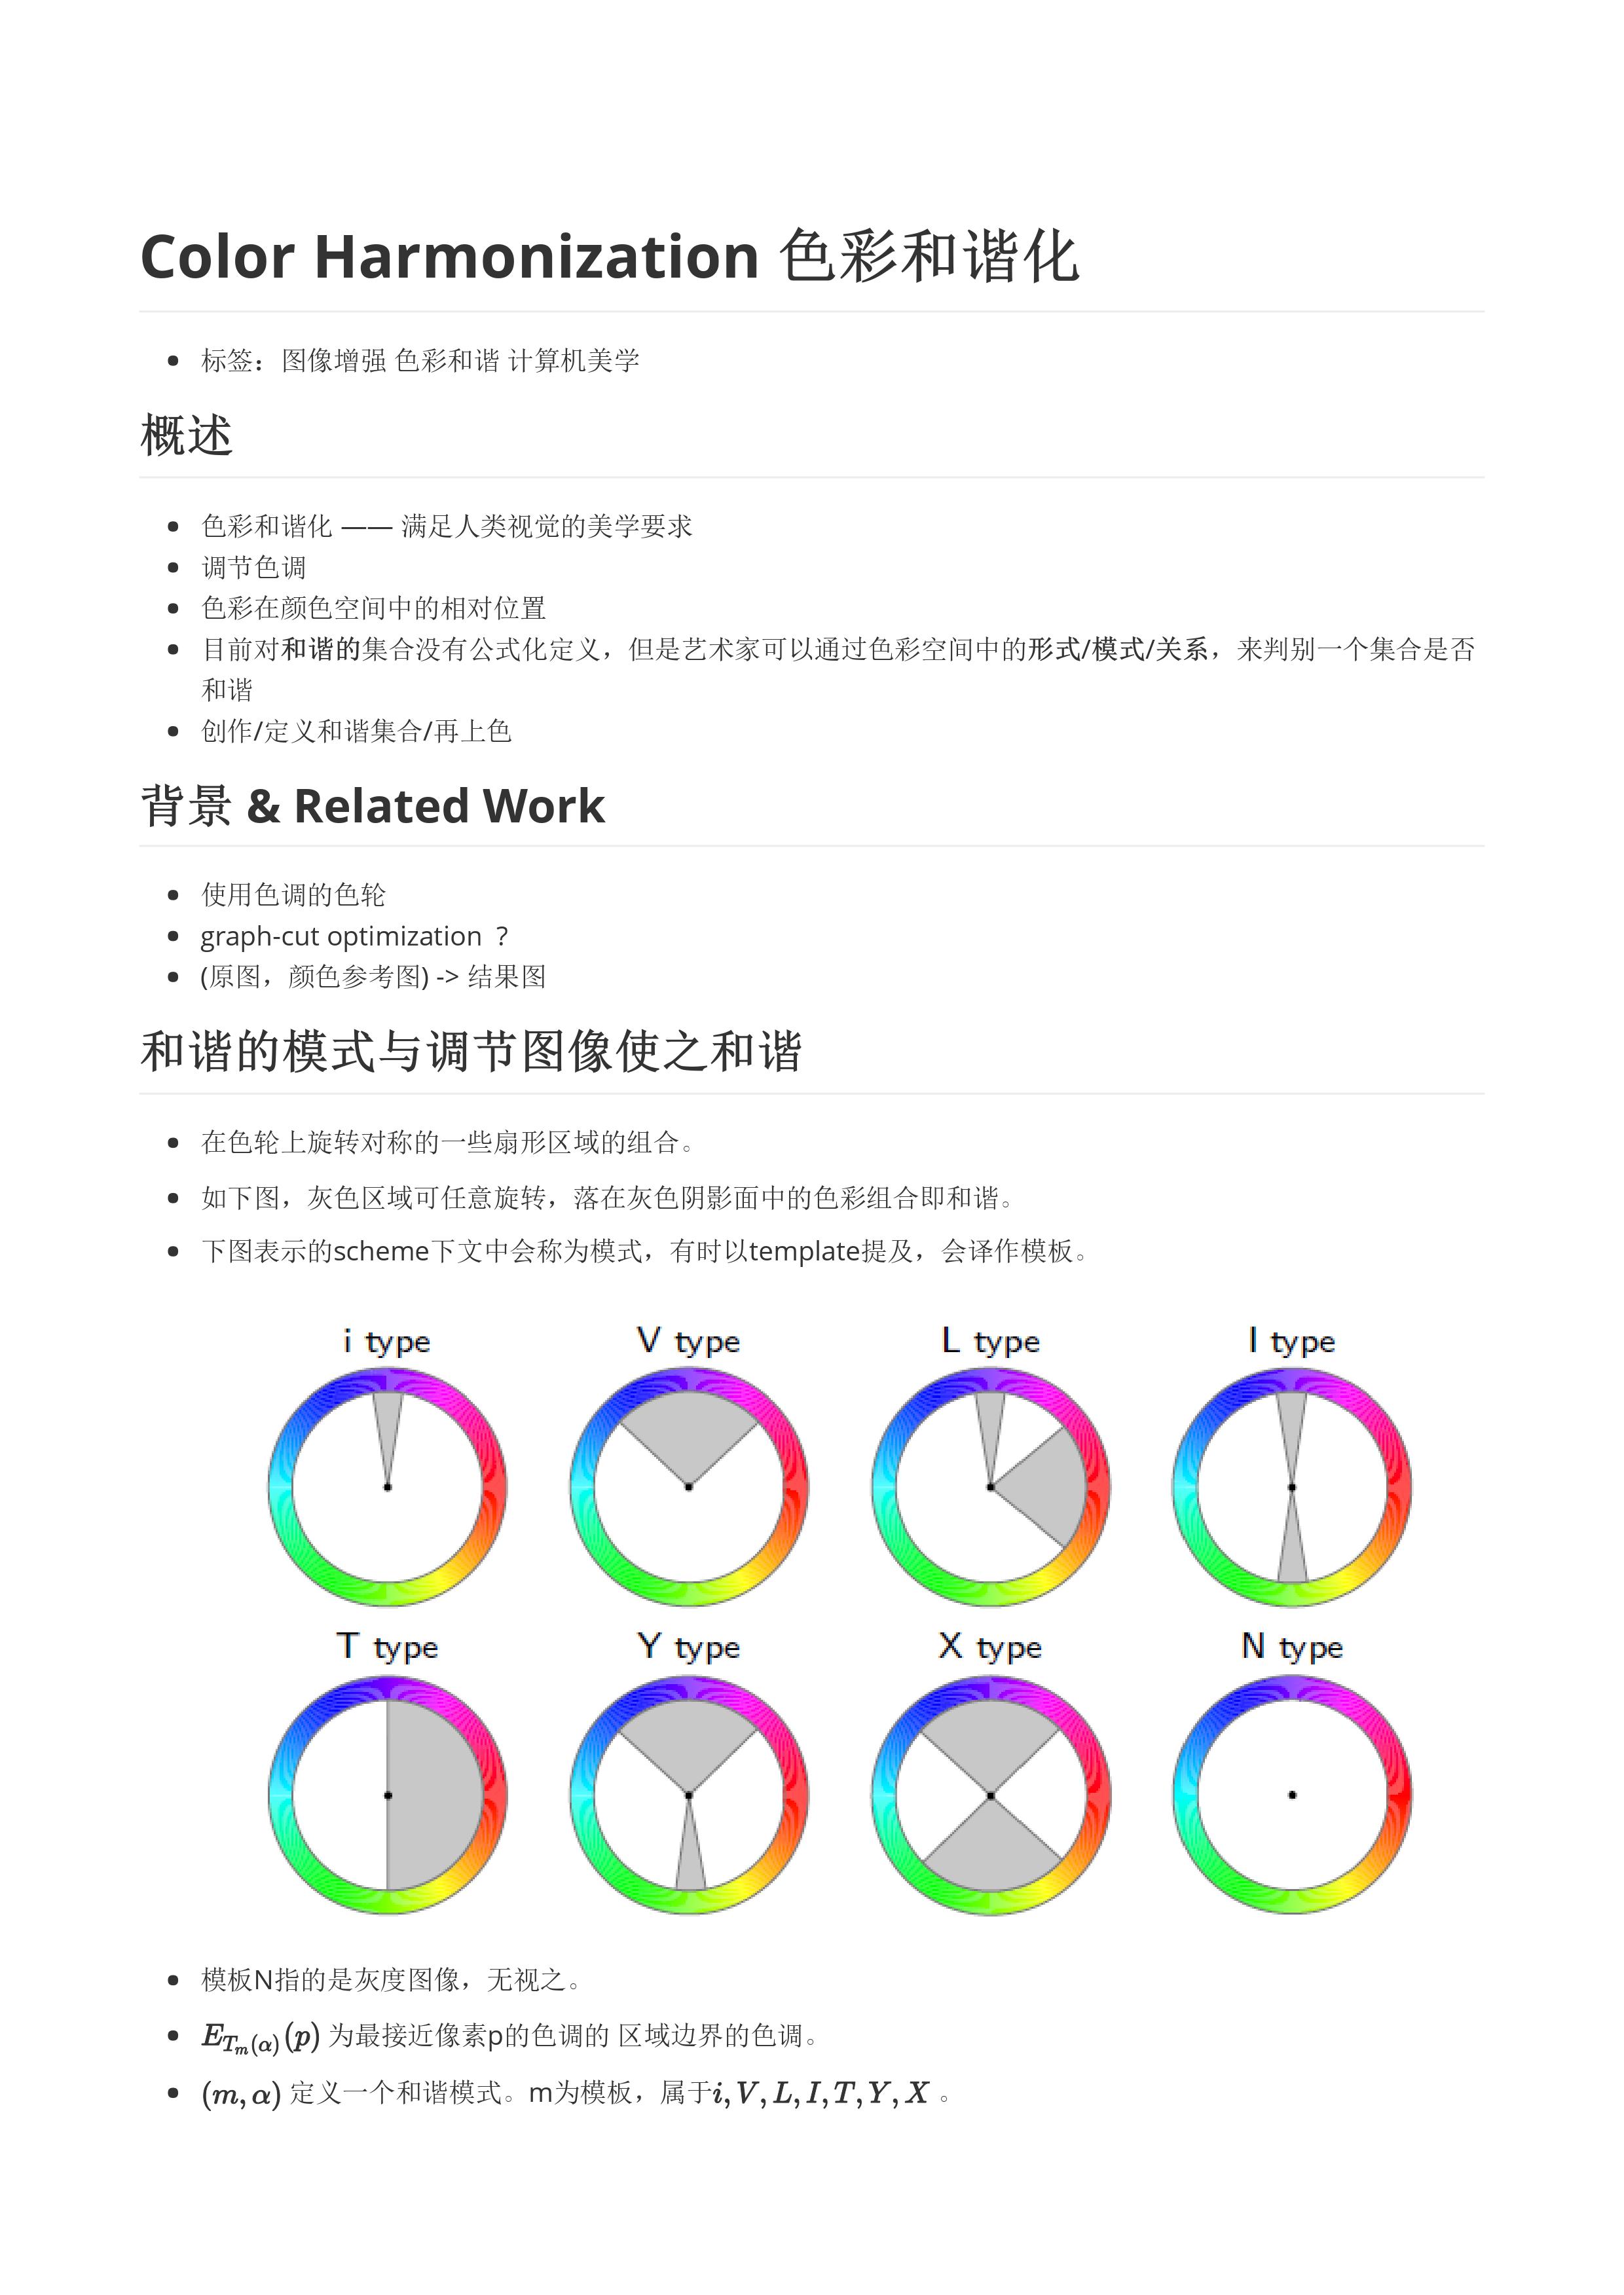 Color Harmonization 色彩和谐化
标签：图像增强 色彩和谐 计算机美学
概述
色彩和谐化 —— 满足人类视觉的美学要求
调节色调
色彩在颜色空间中的相对位置
目前对和谐的集合没有公式化定义，但是艺术家可以通过色彩空间中的形式/模式/关系，来判别一个集合是否
和谐
创作/定义和谐集合/再上色
背景 & Related Work
使用色调的色轮
graph-cut optimization ？
(原图，颜色参考图) -> 结果图
和谐的模式与调节图像使之和谐
在色轮上旋转对称的一些扇形区域的组合。
如下图，灰色区域可任意旋转，落在灰色阴影面中的色彩组合即和谐。
下图表示的scheme下文中会称为模式，有时以template提及，会译作模板。
i type V type L type I type
T type Y type X type N type
模板N指的是灰度图像，无视之。
$E_{T_m(\alpha)}(p)$ 为最接近像素p的色调的 区域边界的色调。
$(m, \alpha)$ 定义一个和谐模式。m为模板，属于$i, V, L, I, T, Y, X$ 。